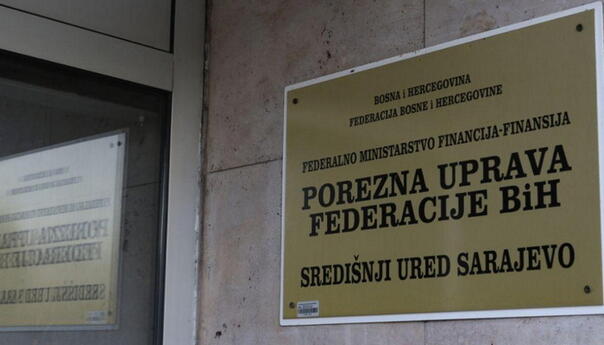 BOSNA i HERCEGOVINA
FEDERACIJA BOSNE i HERCEGOVINE
FEDERALNO MINISTARSTVO FINANCIJA-FINANSIJA
POREZNA UPRAVA
FEDERACIJE BiH
SREDIŠNJI URED SARAJEVO